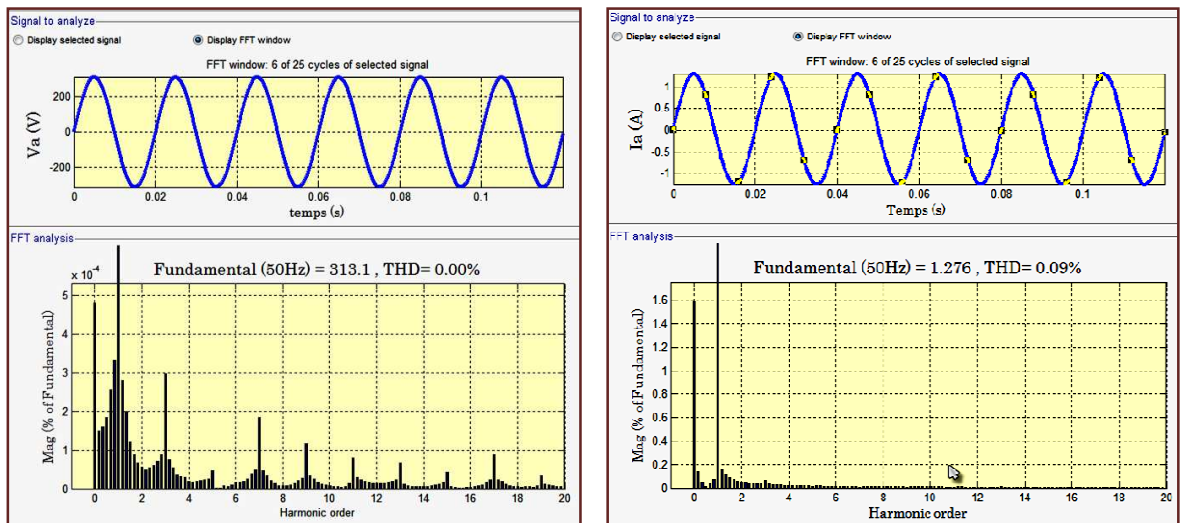 Signal to analyze
Display selected signal
Display FFT window
FFT window: 6 of 25 cycles of selected signal
Va (V)
200
0
-200
0 0.02 0.04 0.06 0.08 0.1
temps (s)
FFT analysis
x 10-4
Fundamental (50Hz) = 313.1 , THD= 0.00%
Mag (% of Fundamental)
5
4
3
2
1
0
0 2 4 6 8 10 12 14 16 18 20
Harmonic order
Signal to analyze
Display selected signal
Display FFT window
FFT window: 6 of 25 cycles of selected signal
Ia (A)
1
0.5
0
-0.5
-1
0 0.02 0.04 0.06 0.08 0.1
Temps (s)
FFT analysis
Fundamental (50Hz) = 1.276 , THD= 0.09%
Mag (% of Fundamental)
1.6
1.4
1.2
1
0.8
0.6
0.4
0.2
0
0 2 4 6 8 10 12 14 16 18 20
Harmonic order